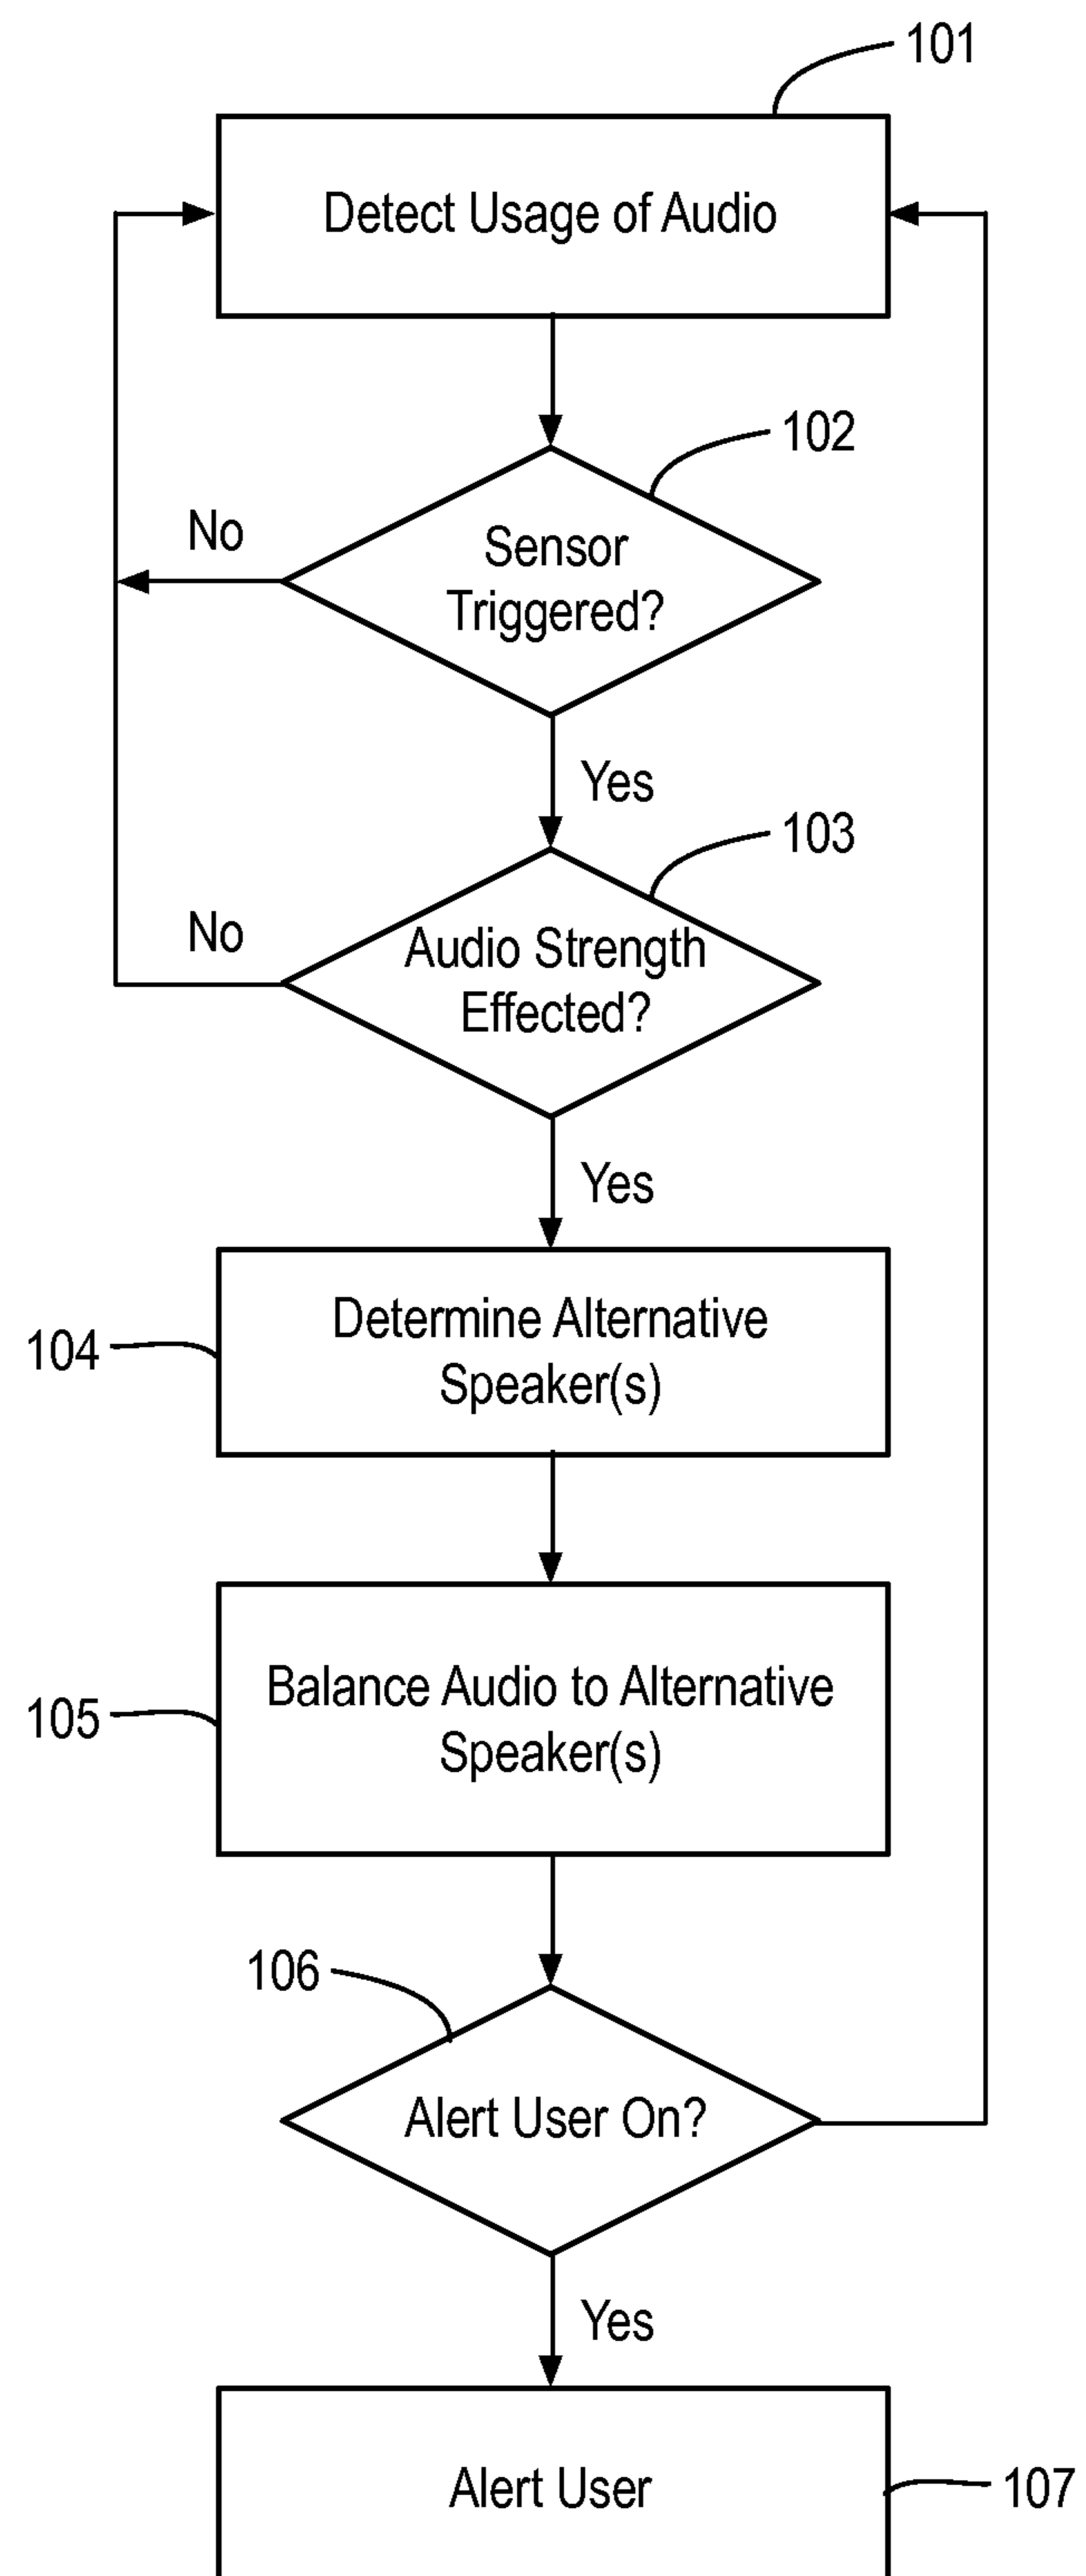 101
Detect Usage of Audio
102
No
Sensor
Triggered?
Yes
103
No
Audio Strength
Effected?
Yes
Determine Alternative
Speaker(s)
104
Balance Audio to Alternative
Speaker(s)
105
106
Alert User On?
Yes
Alert User
107